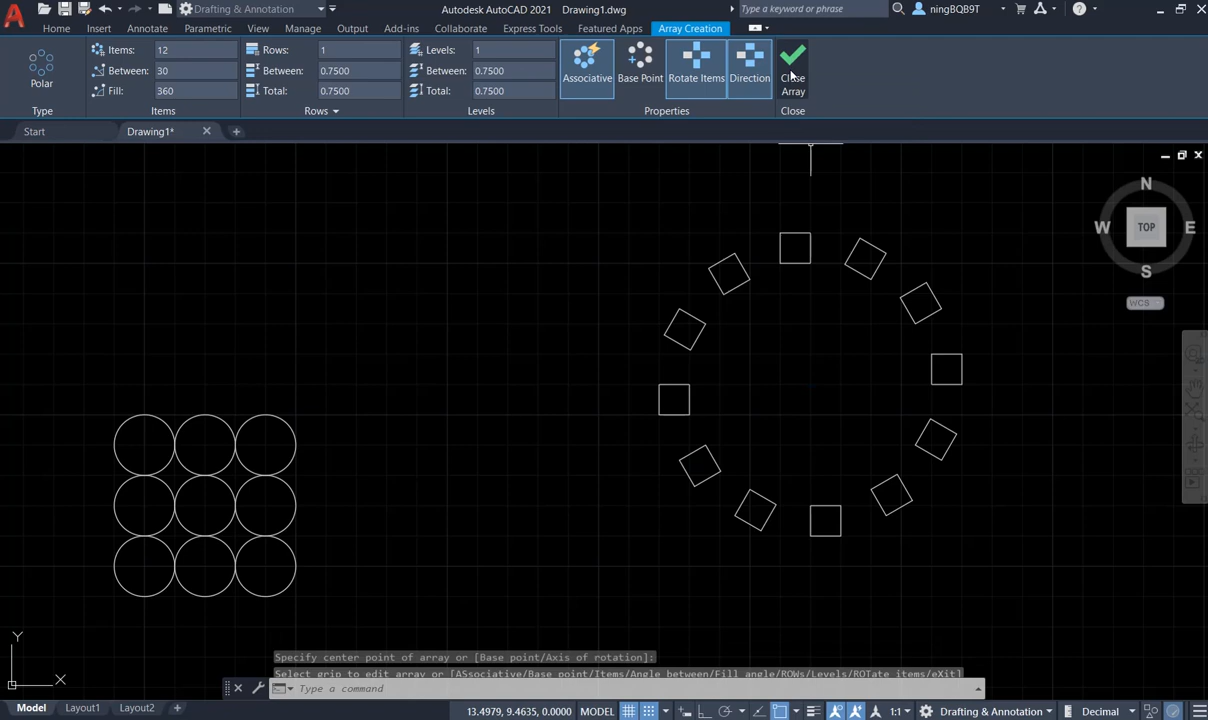 Drafting & Annotation
Autodesk AutoCAD 2021 Drawing1.dwg
Type a keyword or phrase
ningBQB9T
Home Insert Annotate Parametric View Manage Output Add-ins Collaborate Express Tools Featured Apps Array Creation
Polar
Type
Items: 12
Between: 30
Fill: 360
Items
Rows: 1
Between: 0.7500
Total: 0.7500
Rows
Levels: 1
Between: 0.7500
Total: 0.7500
Levels
Associative
Base Point
Rotate Items
Direction
Properties
Close
Array
Close
Start
Drawing1*
N
W
TOP
E
S
WCS
Y
X
Specify center point of array or [Base point/Axis of rotation]:
Select grip to edit array or [ASsociative/Base point/Items/Angle between/Fill angle/ROWs/Levels/ROTate items/eXit]
Type a command
Model Layout1 Layout2
13.4979, 9.4635, 0.0000 MODEL
1:1
Drafting & Annotation
Decimal